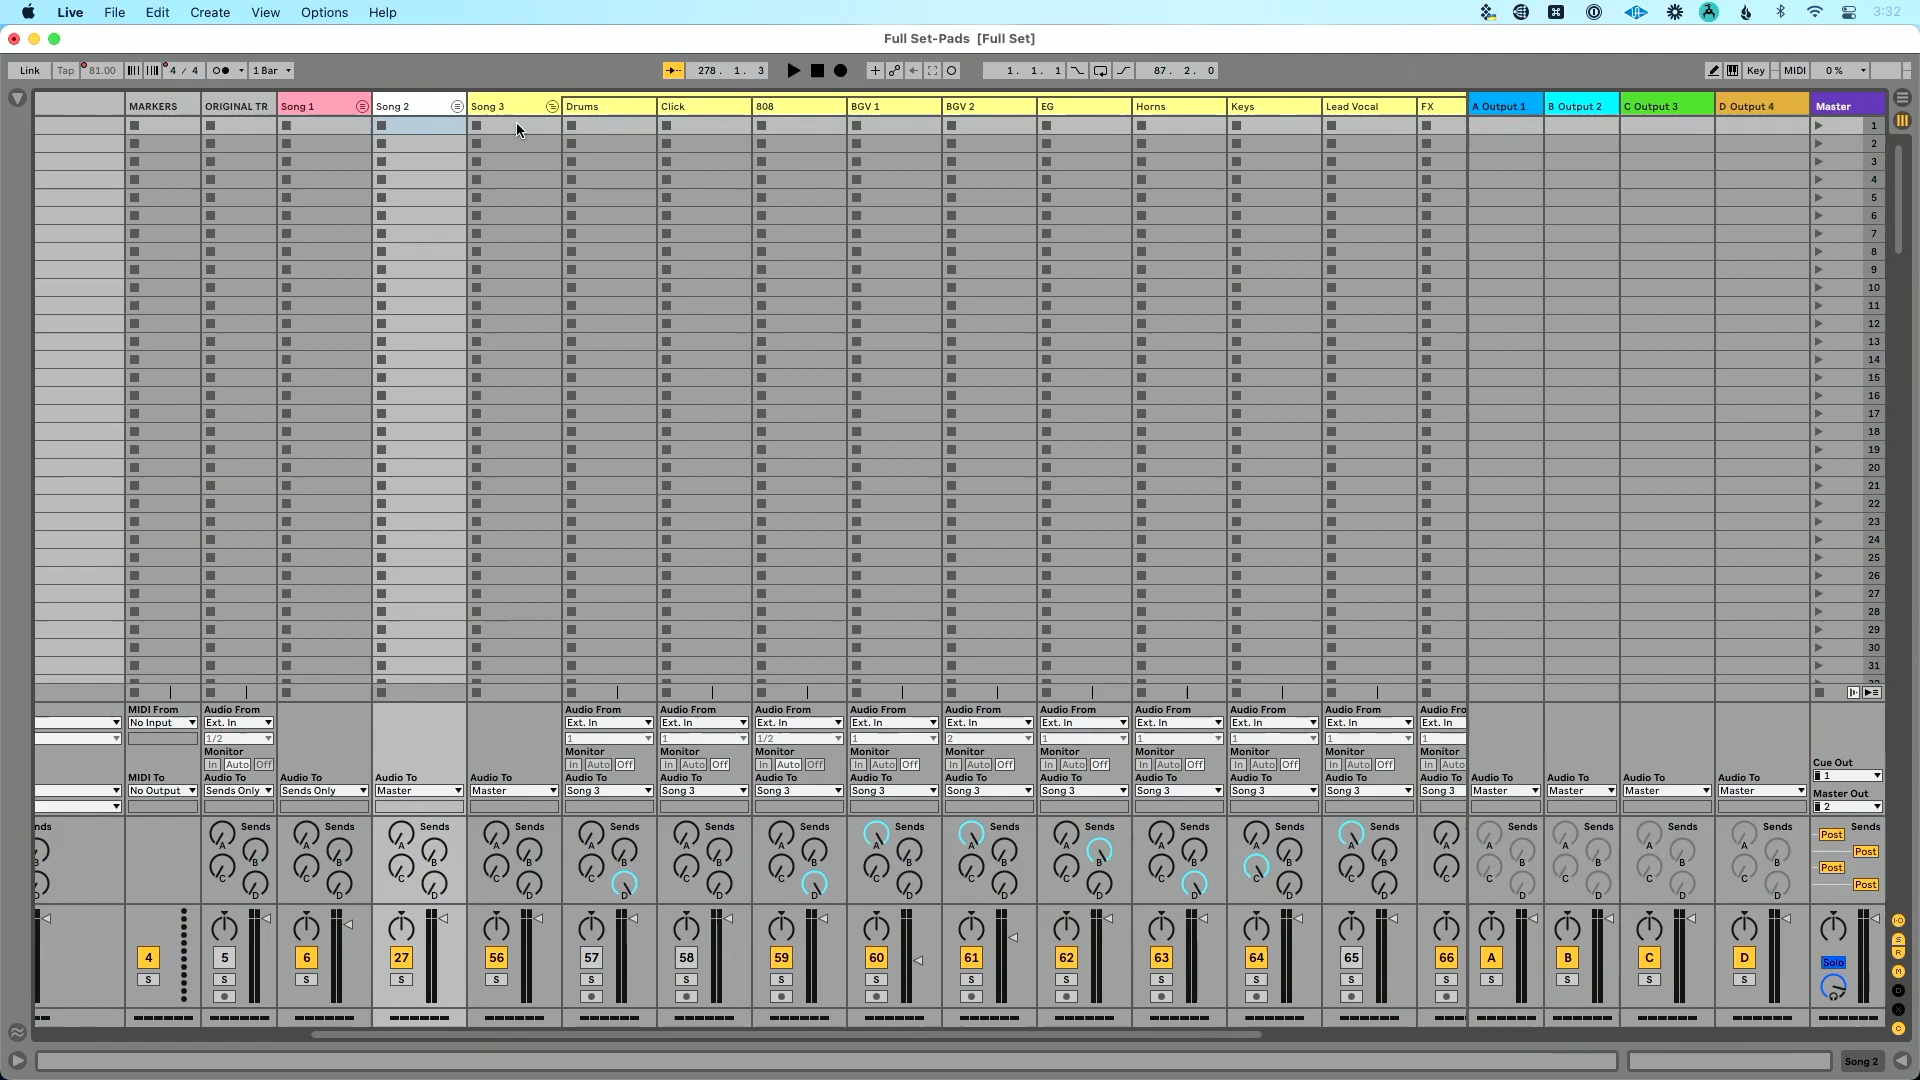 Live File Edit Create View Options Help 3:32
Full Set-Pads [Full Set]
Link Tap 81.00 4 / 4 1 Bar 278. 1. 3 1. 1. 1 87. 2. 0 Key MIDI 0 %
MARKERS ORIGINAL TR Song 1 Song 2 Song 3 Drums Click 808 BGV 1 BGV 2 EG Horns Keys Lead Vocal FX A Output 1 B Output 2 C Output 3 D Output 4 Master
1
2
3
4
5
6
7
8
9
10
11
12
13
14
15
16
17
18
19
20
21
22
23
24
25
26
27
28
29
30
31
MIDI From Audio From Audio From Audio From Audio From Audio From Audio From Audio From Audio From Audio From Audio From Audio Fro
No Input Ext. In Ext. In Ext. In Ext. In Ext. In Ext. In Ext. In Ext. In Ext. In Ext. In Ext. In
1/2 1 1 1/2 1 2 1 1 1 1 1
Monitor Monitor Monitor Monitor Monitor Monitor Monitor Monitor Monitor Monitor Monitor Cue Out
In Auto Off In Auto Off In Auto Off In Auto Off In Auto Off In Auto Off In Auto Off In Auto Off In Auto Off In Auto Off In Auto 1
MIDI To Audio To Audio To Audio To Audio To Audio To Audio To Audio To Audio To Audio To Audio To Audio To Audio To Audio To Audio To Audio To Audio To Audio To Master Out
No Output Sends Only Sends Only Master Master Song 3 Song 3 Song 3 Song 3 Song 3 Song 3 Song 3 Song 3 Song 3 Song 3 Master Master Master Master 2
nds Sends Sends Sends Sends Sends Sends Sends Sends Sends Sends Sends Sends Sends Sends Sends Sends Sends Sends
Post
A A A A A A A A A A A A A A A A A A
B B B B B B B B B B B B B B B B B B Post
C C C C C C C C C C C C C C C C C C Post
D D D D D D D D D D D D D D D D D D Post
4 5 6 27 56 57 58 59 60 61 62 63 64 65 66 A B C D Solo
S S S S S S S S S S S S S S S S S S S
Song 2